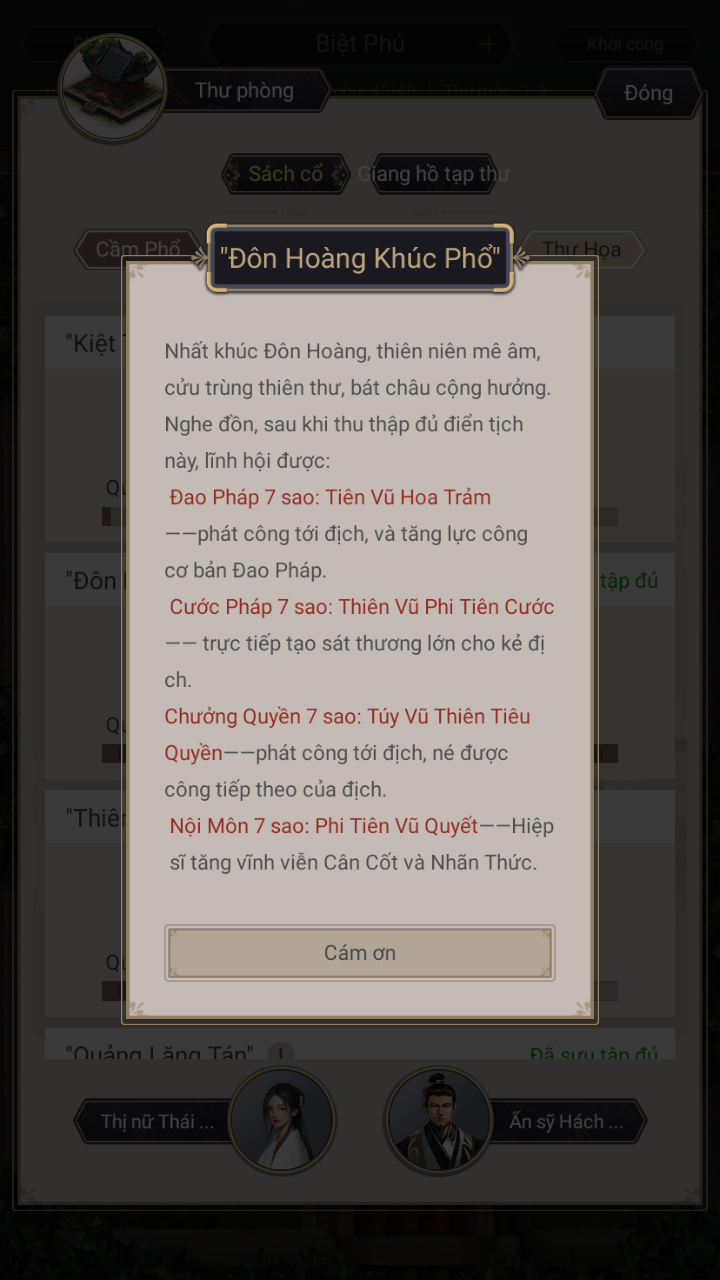 Biệt Phủ
+
Khởi công
Thư phòng
Đóng
Sách cổ
Giang hồ tạp thư
Cầm Phổ
Thư Họa
"Đôn Hoàng Khúc Phổ"
"Kiệt
Nhất khúc Đôn Hoàng, thiên niên mê âm,
cửu trùng thiên thư, bát châu cộng hưởng.
Nghe đồn, sau khi thu thập đủ điển tịch
này, lĩnh hội được:
Đao Pháp 7 sao: Tiên Vũ Hoa Trảm
——phát công tới địch, và tăng lực công
cơ bản Đao Pháp.
"Đôn
tập đủ
Cước Pháp 7 sao: Thiên Vũ Phi Tiên Cước
—— trực tiếp tạo sát thương lớn cho kẻ đị
ch.
Chưởng Quyền 7 sao: Túy Vũ Thiên Tiêu
Quyền——phát công tới địch, né được
công tiếp theo của địch.
"Thiên
Nội Môn 7 sao: Phi Tiên Vũ Quyết——Hiệp
sĩ tăng vĩnh viễn Cân Cốt và Nhãn Thức.
Cám ơn
"Quảng Lăng Tán" !
Đã sưu tập đủ
Thị nữ Thái ...
Ẩn sỹ Hách ...